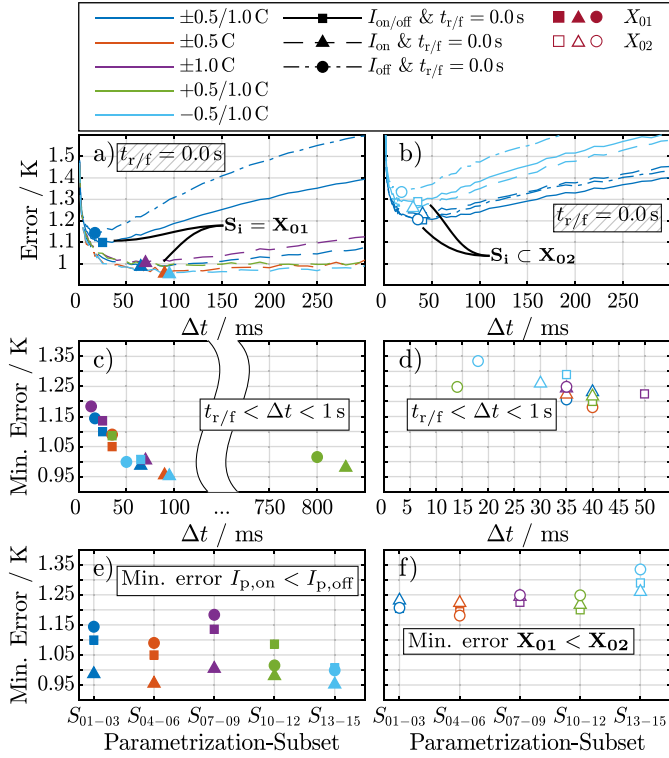 ±0.5/1.0 C
±0.5 C
±1.0 C
+0.5/1.0 C
−0.5/1.0 C
I_on/off & t_r/f = 0.0 s
I_on & t_r/f = 0.0 s
I_off & t_r/f = 0.0 s
X_01
X_02
a) t_r/f = 0.0 s
S_i = X_01
Error / K
1.5
1.4
1.3
1.2
1.1
1
0 50 100 150 200 250
Δt / ms
b)
t_r/f = 0.0 s
S_i ⊂ X_02
0 50 100 150 200 250
Δt / ms
c)
t_r/f < Δt < 1 s
Min. Error / K
1.35
1.25
1.15
1.05
0.95
0 50 100 ... 750 800
Δt / ms
d)
t_r/f < Δt < 1 s
0 5 10 15 20 25 30 35 40 45 50
Δt / ms
e) Min. error I_p,on < I_p,off
Min. Error / K
1.35
1.25
1.15
1.05
0.95
S_01−03 S_04−06 S_07−09 S_10−12 S_13−15
Parametrization-Subset
f)
Min. error X_01 < X_02
S_01−03 S_04−06 S_07−09 S_10−12 S_13−15
Parametrization-Subset